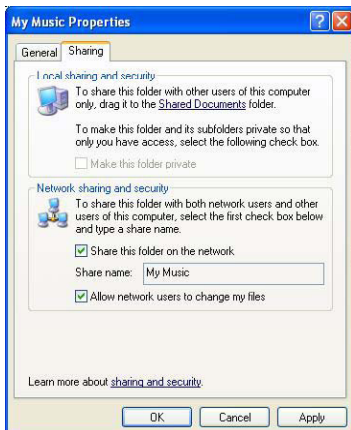 My Music Properties
General Sharing
Local sharing and security
To share this folder with other users of this computer
only, drag it to the Shared Documents folder.
To make this folder and its subfolders private so that
only you have access, select the following check box.
Make this folder private
Network sharing and security
To share this folder with both network users and other
users of this computer, select the first check box below
and type a share name.
Share this folder on the network
Share name: My Music
Allow network users to change my files
Learn more about sharing and security.
OK Cancel Apply